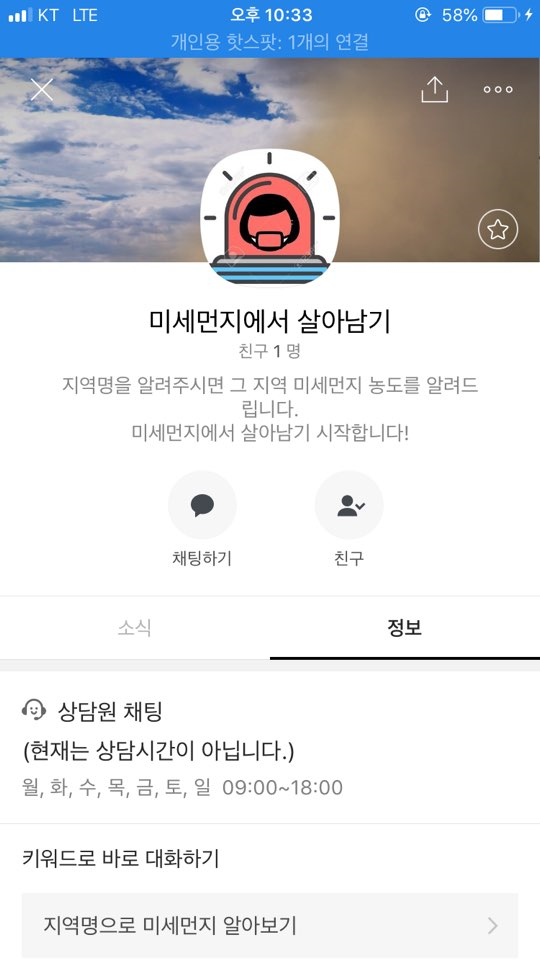 KT LTE 오후 10:33 58%
개인용 핫스팟: 1개의 연결
미세먼지에서 살아남기
친구 1 명
지역명을 알려주시면 그 지역 미세먼지 농도를 알려드
립니다.
미세먼지에서 살아남기 시작합니다!
채팅하기 친구
소식 정보
상담원 채팅
(현재는 상담시간이 아닙니다.)
월, 화, 수, 목, 금, 토, 일 09:00~18:00
키워드로 바로 대화하기
지역명으로 미세먼지 알아보기